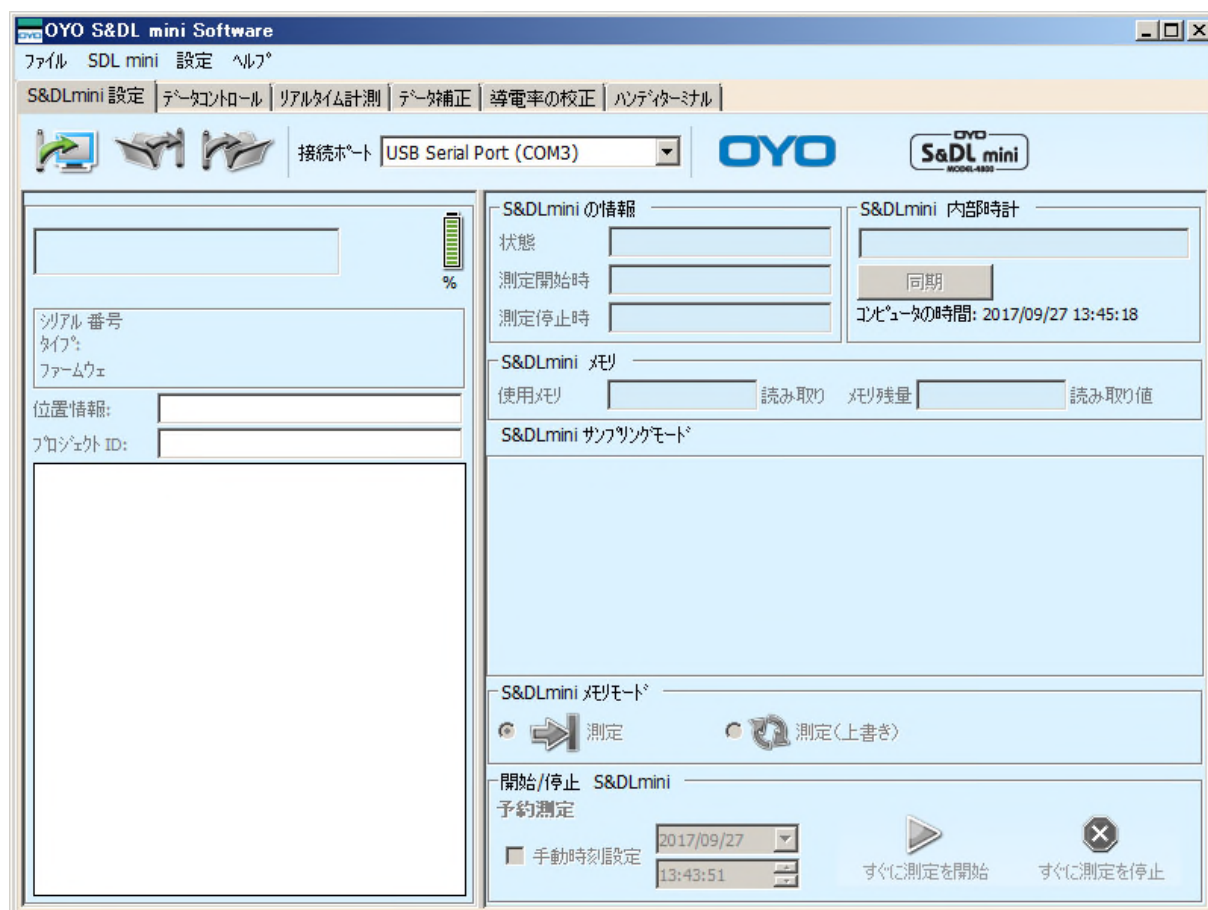 OYO S&DL mini Software
ファイル SDL mini 設定 ヘルプ
S&DLmini 設定 データコントロール リアルタイム計測 データ補正 導電率の校正 ハンディターミナル
接続ポート USB Serial Port (COM3) OYO OYO S&DL mini MODEL-4800
%
シリアル 番号
タイプ:
ファームウェ
位置情報:
プロジェクト ID:
S&DLmini の情報
状態
測定開始時
測定停止時
S&DLmini 内部時計
同期
コンピュータの時間: 2017/09/27 13:45:18
S&DLmini メモリ
使用メモリ 読み取り メモリ残量 読み取り値
S&DLmini サンプリングモード
S&DLmini メモリモード
測定 測定(上書き)
開始/停止 S&DLmini
予約測定
手動時刻設定 2017/09/27
13:43:51
すぐに測定を開始 すぐに測定を停止